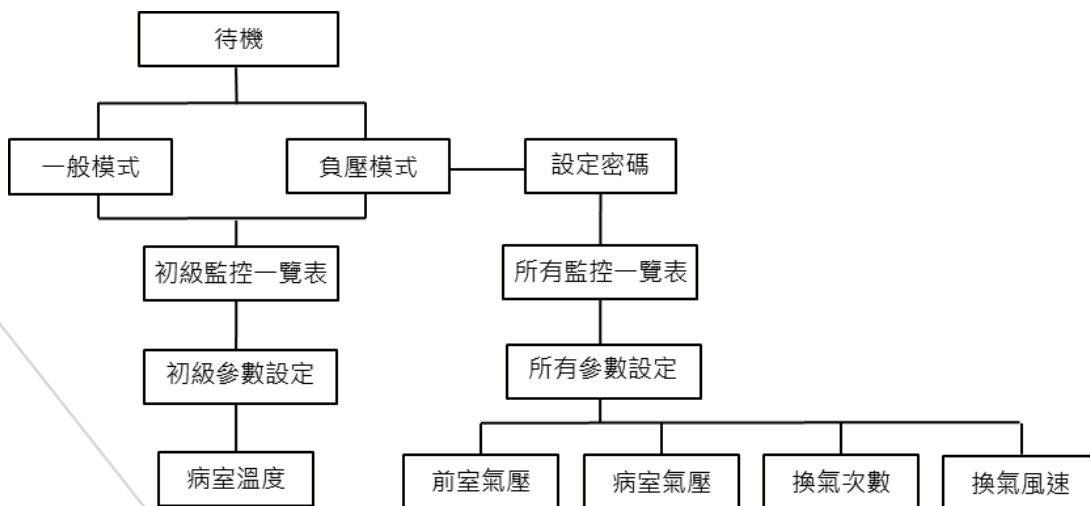 待機
一般模式
負壓模式
設定密碼
初級監控一覽表
所有監控一覽表
初級參數設定
所有參數設定
病室溫度
前室氣壓
病室氣壓
換氣次數
換氣風速